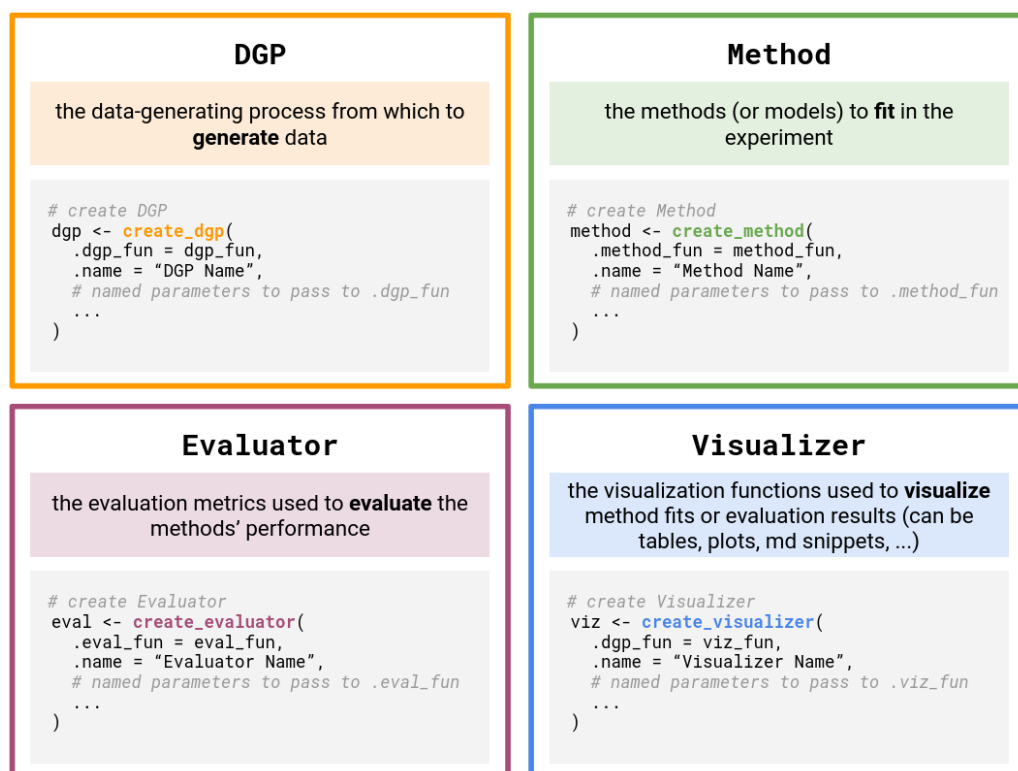 DGP
the data-generating process from which to
generate data
# create DGP
dgp <- create_dgp(
.dgp_fun = dgp_fun,
.name = “DGP Name”,
# named parameters to pass to .dgp_fun
...
)
Method
the methods (or models) to fit in the
experiment
# create Method
method <- create_method(
.method_fun = method_fun,
.name = “Method Name”,
# named parameters to pass to .method_fun
...
)
Evaluator
the evaluation metrics used to evaluate the
methods’ performance
# create Evaluator
eval <- create_evaluator(
.eval_fun = eval_fun,
.name = “Evaluator Name”,
# named parameters to pass to .eval_fun
...
)
Visualizer
the visualization functions used to visualize
method fits or evaluation results (can be
tables, plots, md snippets, ...)
# create Visualizer
viz <- create_visualizer(
.dgp_fun = viz_fun,
.name = “Visualizer Name”,
# named parameters to pass to .viz_fun
...
)